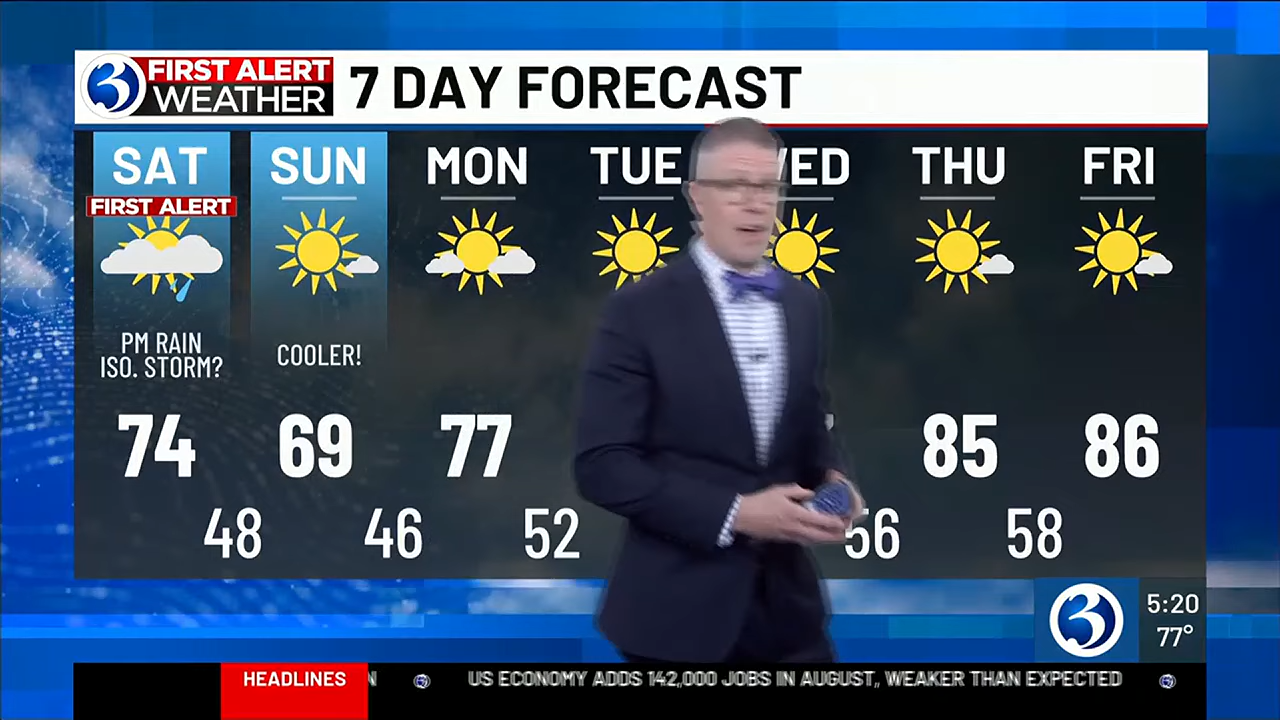 3 FIRST ALERT
WEATHER
7 DAY FORECAST
SAT
SUN
MON
TUE
WED
THU
FRI
FIRST ALERT
PM RAIN
ISO. STORM?
COOLER!
74
69
77
85
86
48
46
52
56
58
3
5:20
77°
HEADLINES
US ECONOMY ADDS 142,000 JOBS IN AUGUST, WEAKER THAN EXPECTED